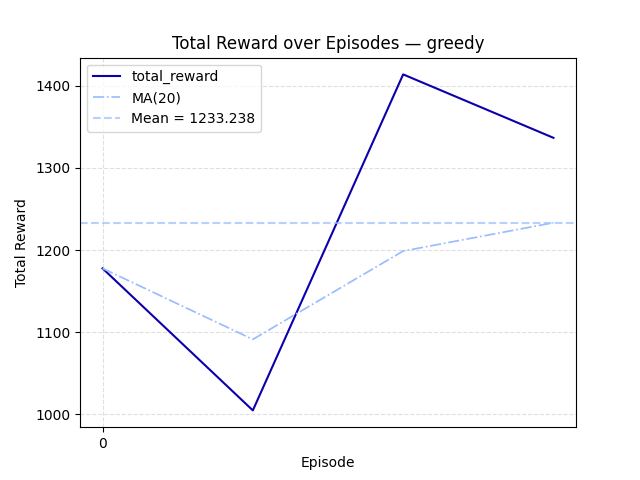 Total Reward over Episodes — greedy
total_reward
MA(20)
Mean = 1233.238
1400
1300
1200
1100
1000
Total Reward
0
Episode